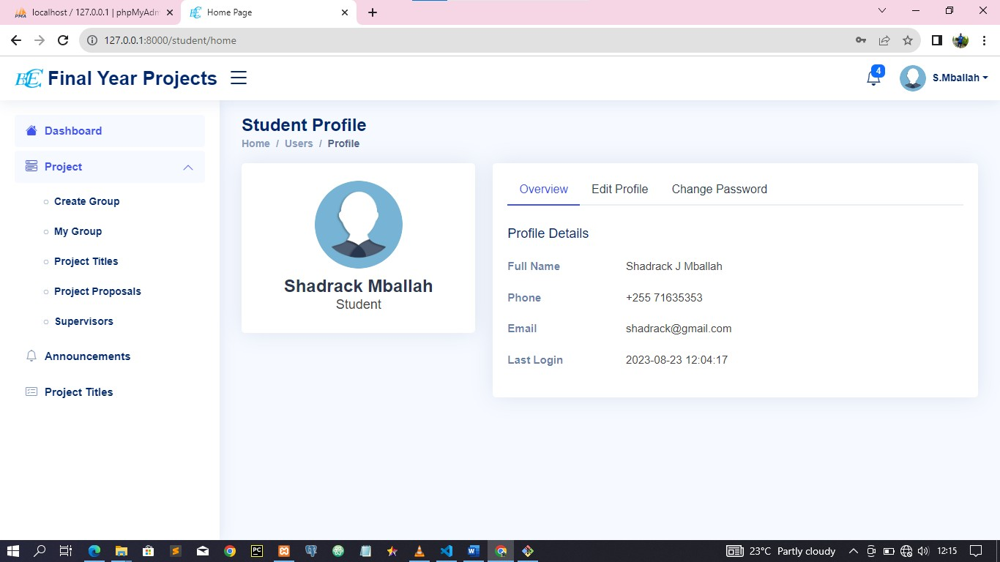 localhost / 127.0.0.1 | phpMyAdm
Home Page
127.0.0.1:8000/student/home
EEC Final Year Projects
4
S.Mballah
Dashboard
Project
Create Group
My Group
Project Titles
Project Proposals
Supervisors
Announcements
Project Titles
Student Profile
Home / Users / Profile
Shadrack Mballah
Student
Overview Edit Profile Change Password
Profile Details
Full Name Shadrack J Mballah
Phone +255 71635353
Email shadrack@gmail.com
Last Login 2023-08-23 12:04:17
23°C Partly cloudy
12:15